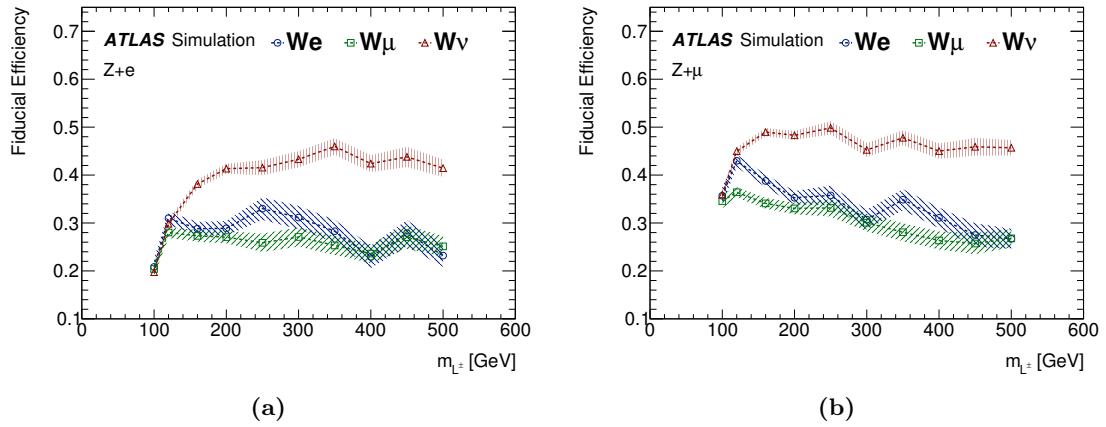 Fiducial Efficiency
0.7
0.6
0.5
0.4
0.3
0.2
0.1
ATLAS Simulation We Wμ Wν
Z+e
0 100 200 300 400 500 600
m_L± [GeV]
(a)
Fiducial Efficiency
0.7
0.6
0.5
0.4
0.3
0.2
0.1
ATLAS Simulation We Wμ Wν
Z+μ
0 100 200 300 400 500 600
m_L± [GeV]
(b)